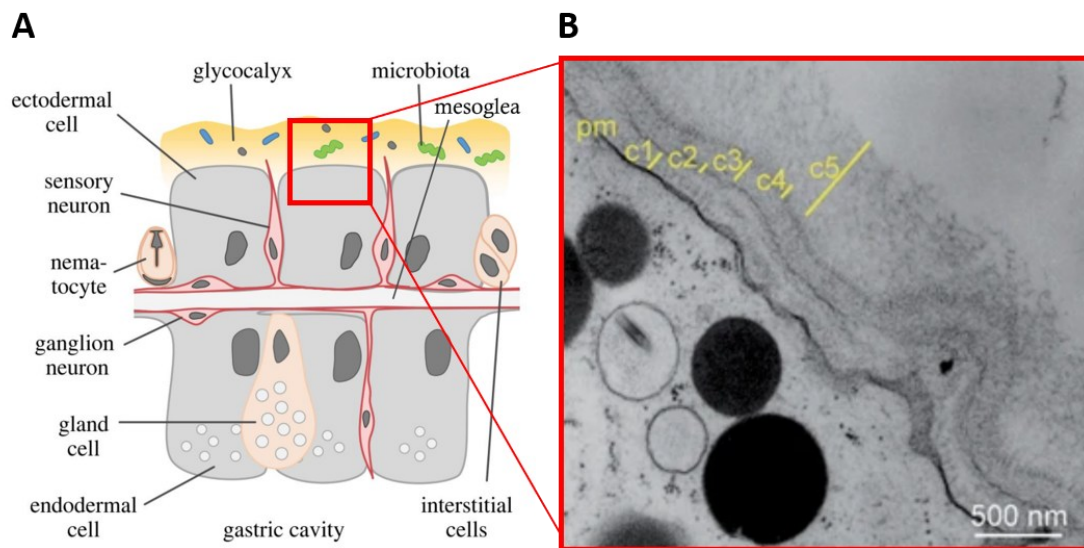 A
B
glycocalyx
microbiota
mesoglea
ectodermal
cell
sensory
neuron
nema-
tocyte
ganglion
neuron
gland
cell
endodermal
cell
gastric cavity
interstitial
cells
pm
c1
c2
c3
c4
c5
500 nm